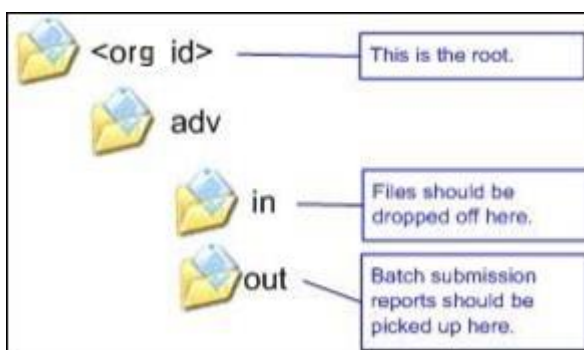 <org id>
This is the root.
adv
in
Files should be
dropped off here.
out
Batch submission
reports should be
picked up here.